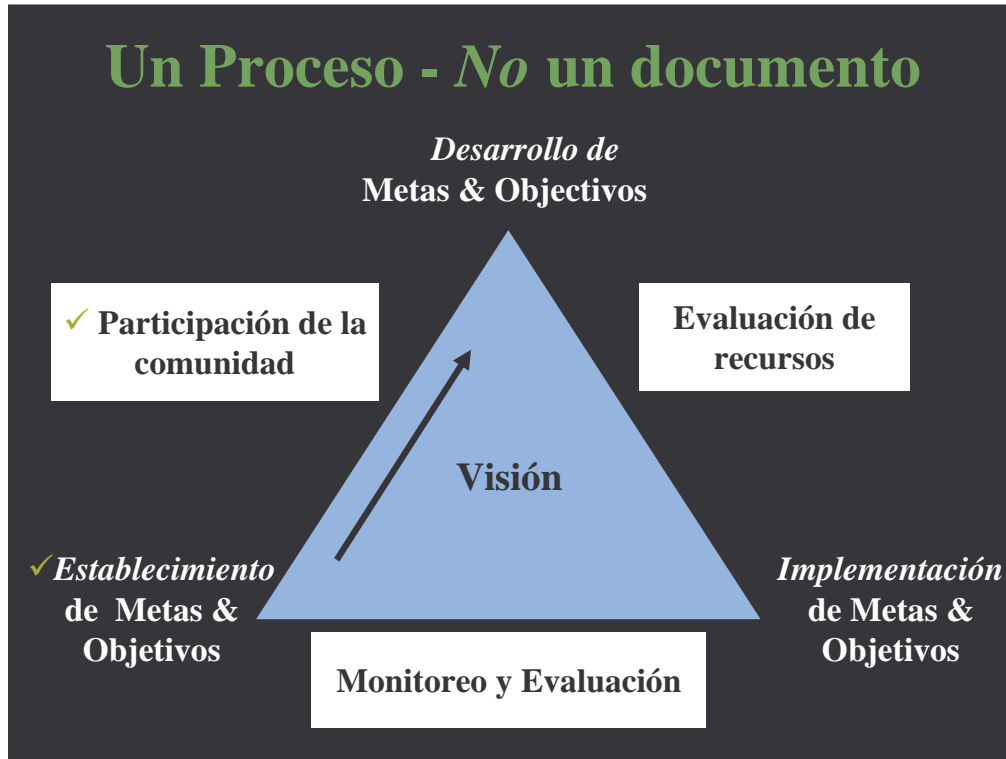 Un Proceso - No un documento
Desarrollo de
Metas & Objectivos
✓ Participación de la
comunidad
Evaluación de
recursos
Visión
✓Establecimiento
de Metas &
Objetivos
Implementación
de Metas &
Objetivos
Monitoreo y Evaluación